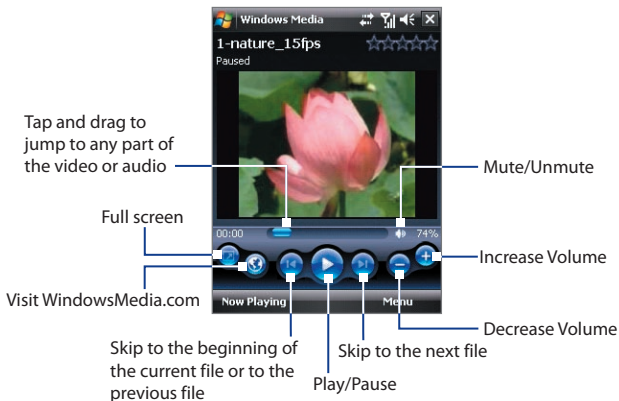 Windows Media
1-nature_15fps
Paused
Tap and drag to
jump to any part of
the video or audio
Mute/Unmute
Full screen
00:00
74%
Increase Volume
Visit WindowsMedia.com
Now Playing
Menu
Decrease Volume
Skip to the beginning of
the current file or to the
previous file
Skip to the next file
Play/Pause